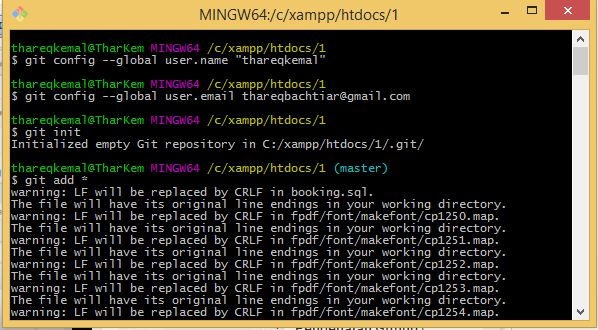 MINGW64:/c/xampp/htdocs/1
thareqkemal@TharKem MINGW64 /c/xampp/htdocs/1
$ git config --global user.name "thareqkemal"
thareqkemal@TharKem MINGW64 /c/xampp/htdocs/1
$ git config --global user.email thareqbachtiar@gmail.com
thareqkemal@TharKem MINGW64 /c/xampp/htdocs/1
$ git init
Initialized empty Git repository in C:/xampp/htdocs/1/.git/
thareqkemal@TharKem MINGW64 /c/xampp/htdocs/1 (master)
$ git add *
warning: LF will be replaced by CRLF in booking.sql.
The file will have its original line endings in your working directory.
warning: LF will be replaced by CRLF in fpdf/font/makefont/cp1250.map.
The file will have its original line endings in your working directory.
warning: LF will be replaced by CRLF in fpdf/font/makefont/cp1251.map.
The file will have its original line endings in your working directory.
warning: LF will be replaced by CRLF in fpdf/font/makefont/cp1252.map.
The file will have its original line endings in your working directory.
warning: LF will be replaced by CRLF in fpdf/font/makefont/cp1253.map.
The file will have its original line endings in your working directory.
warning: LF will be replaced by CRLF in fpdf/font/makefont/cp1254.map.